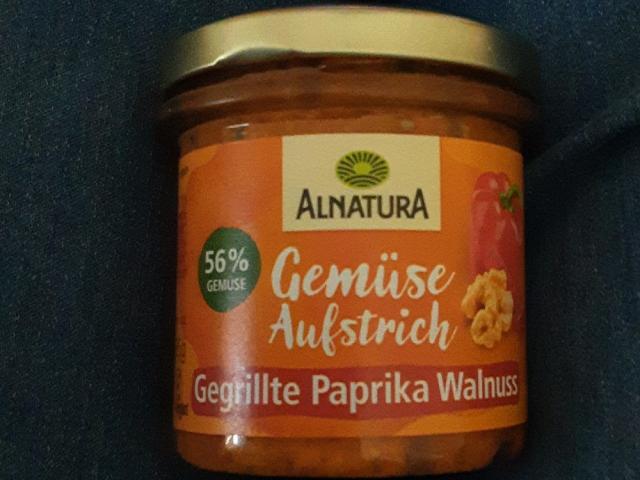 ALNATURA
56%
GEMÜSE
Gemüse
Aufstrich
Gegrillte Paprika Walnuss